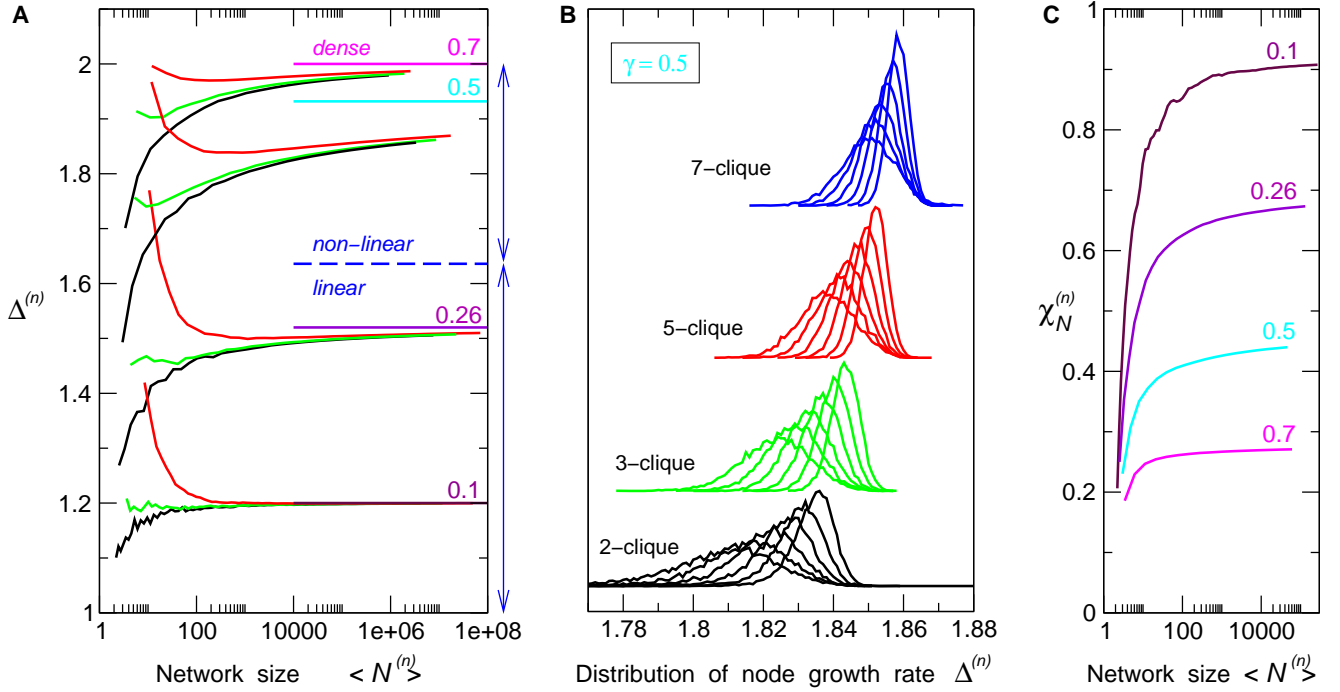 A
dense
0.7
2
0.5
1.8
non-linear
linear
1.6
Δ(n)
0.26
1.4
0.1
1.2
1
1 100 10000 1e+06 1e+08
Network size < N(n)>
B
γ = 0.5
7-clique
5-clique
3-clique
2-clique
1.78 1.8 1.82 1.84 1.86 1.88
Distribution of node growth rate Δ(n)
C
1
0.1
0.8
0.26
0.6
χN(n)
0.5
0.4
0.7
0.2
0
1 100 10000
Network size < N(n)>